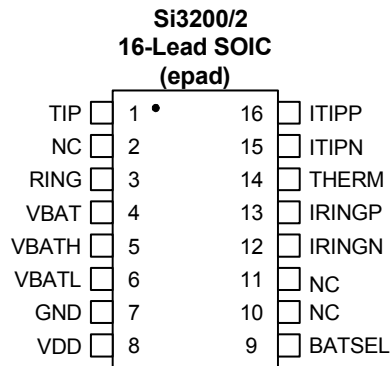 Si3200/2
16-Lead SOIC
(epad)
TIP 1 16 ITIPP
NC 2 15 ITIPN
RING 3 14 THERM
VBAT 4 13 IRINGP
VBATH 5 12 IRINGN
VBATL 6 11 NC
GND 7 10 NC
VDD 8 9 BATSEL